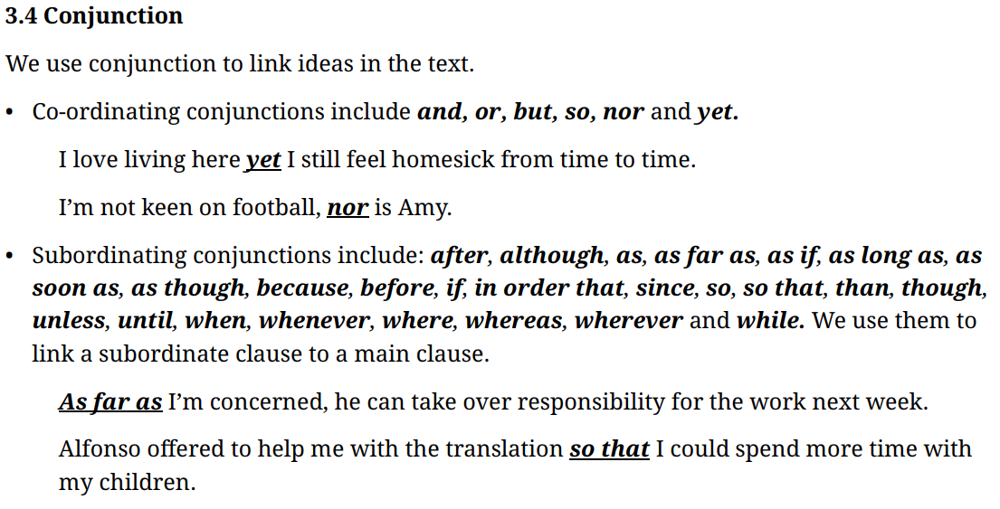 3.4 Conjunction
We use conjunction to link ideas in the text.
• Co-ordinating conjunctions include and, or, but, so, nor and yet.
I love living here yet I still feel homesick from time to time.
I’m not keen on football, nor is Amy.
• Subordinating conjunctions include: after, although, as, as far as, as if, as long as, as
soon as, as though, because, before, if, in order that, since, so, so that, than, though,
unless, until, when, whenever, where, whereas, wherever and while. We use them to
link a subordinate clause to a main clause.
As far as I’m concerned, he can take over responsibility for the work next week.
Alfonso offered to help me with the translation so that I could spend more time with
my children.